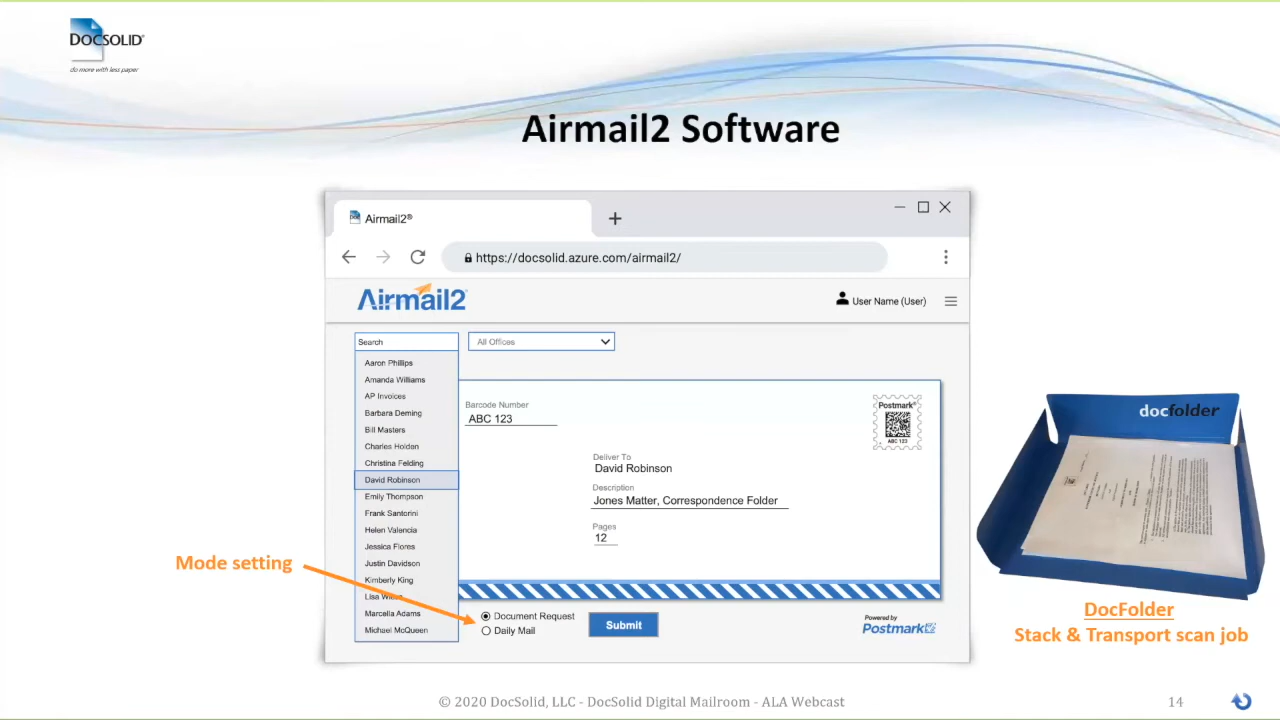 DOCSOLID
do more with less paper
Airmail2 Software
Airmail2®
https://docsolid.azure.com/airmail2/
Airmail2
User Name (User)
Search
All Offices
Aaron Phillips
Amanda Williams
AP Invoices
Barbara Deming
Bill Masters
Charles Holden
Christina Felding
David Robinson
Emily Thompson
Frank Santorini
Helen Valencia
Jessica Flores
Justin Davidson
Kimberly King
Lisa
Marcella Adams
Michael McQueen
Barcode Number
ABC 123
Postmark®
ABC 123
Deliver To
David Robinson
Description
Jones Matter, Correspondence Folder
Pages
12
Mode setting
Document Request
Daily Mail
Submit
Powered by
Postmark
docfolder
DocFolder
Stack & Transport scan job
© 2020 DocSolid, LLC - DocSolid Digital Mailroom - ALA Webcast
14